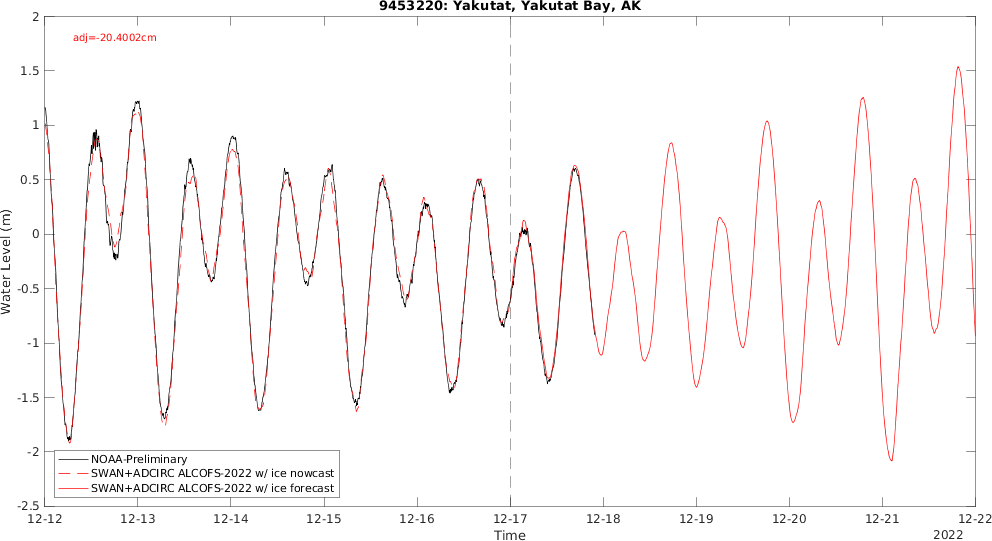 9453220: Yakutat, Yakutat Bay, AK
adj=-20.4002cm
Water Level (m)
2
1.5
1
0.5
0
-0.5
-1
-1.5
-2
-2.5
NOAA-Preliminary
SWAN+ADCIRC ALCOFS-2022 w/ ice nowcast
SWAN+ADCIRC ALCOFS-2022 w/ ice forecast
12-12 12-13 12-14 12-15 12-16 12-17 12-18 12-19 12-20 12-21 12-22
Time
2022